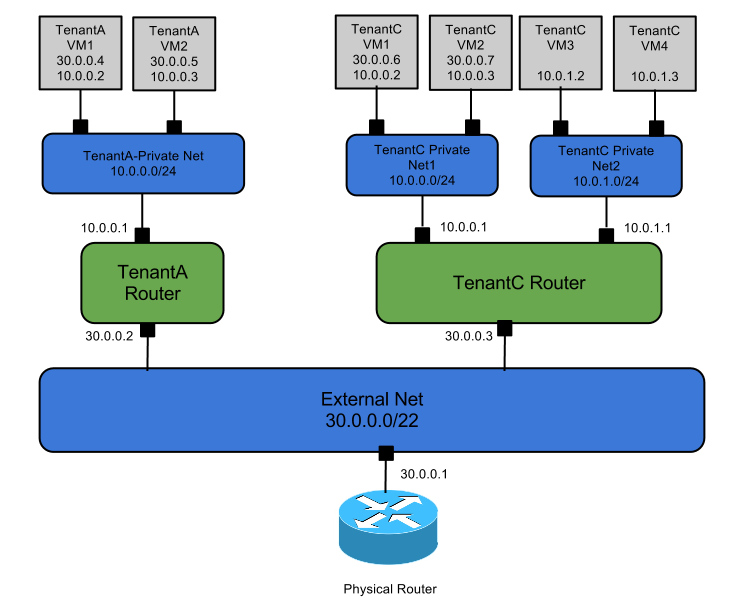 TenantA
VM1
30.0.0.4
10.0.0.2
TenantA
VM2
30.0.0.5
10.0.0.3
TenantC
VM1
30.0.0.6
10.0.0.2
TenantC
VM2
30.0.0.7
10.0.0.3
TenantC
VM3
10.0.1.2
TenantC
VM4
10.0.1.3
TenantA-Private Net
10.0.0.0/24
TenantC Private
Net1
10.0.0.0/24
TenantC Private
Net2
10.0.1.0/24
10.0.0.1
10.0.0.1
10.0.1.1
TenantA
Router
TenantC Router
30.0.0.2
30.0.0.3
External Net
30.0.0.0/22
30.0.0.1
Physical Router